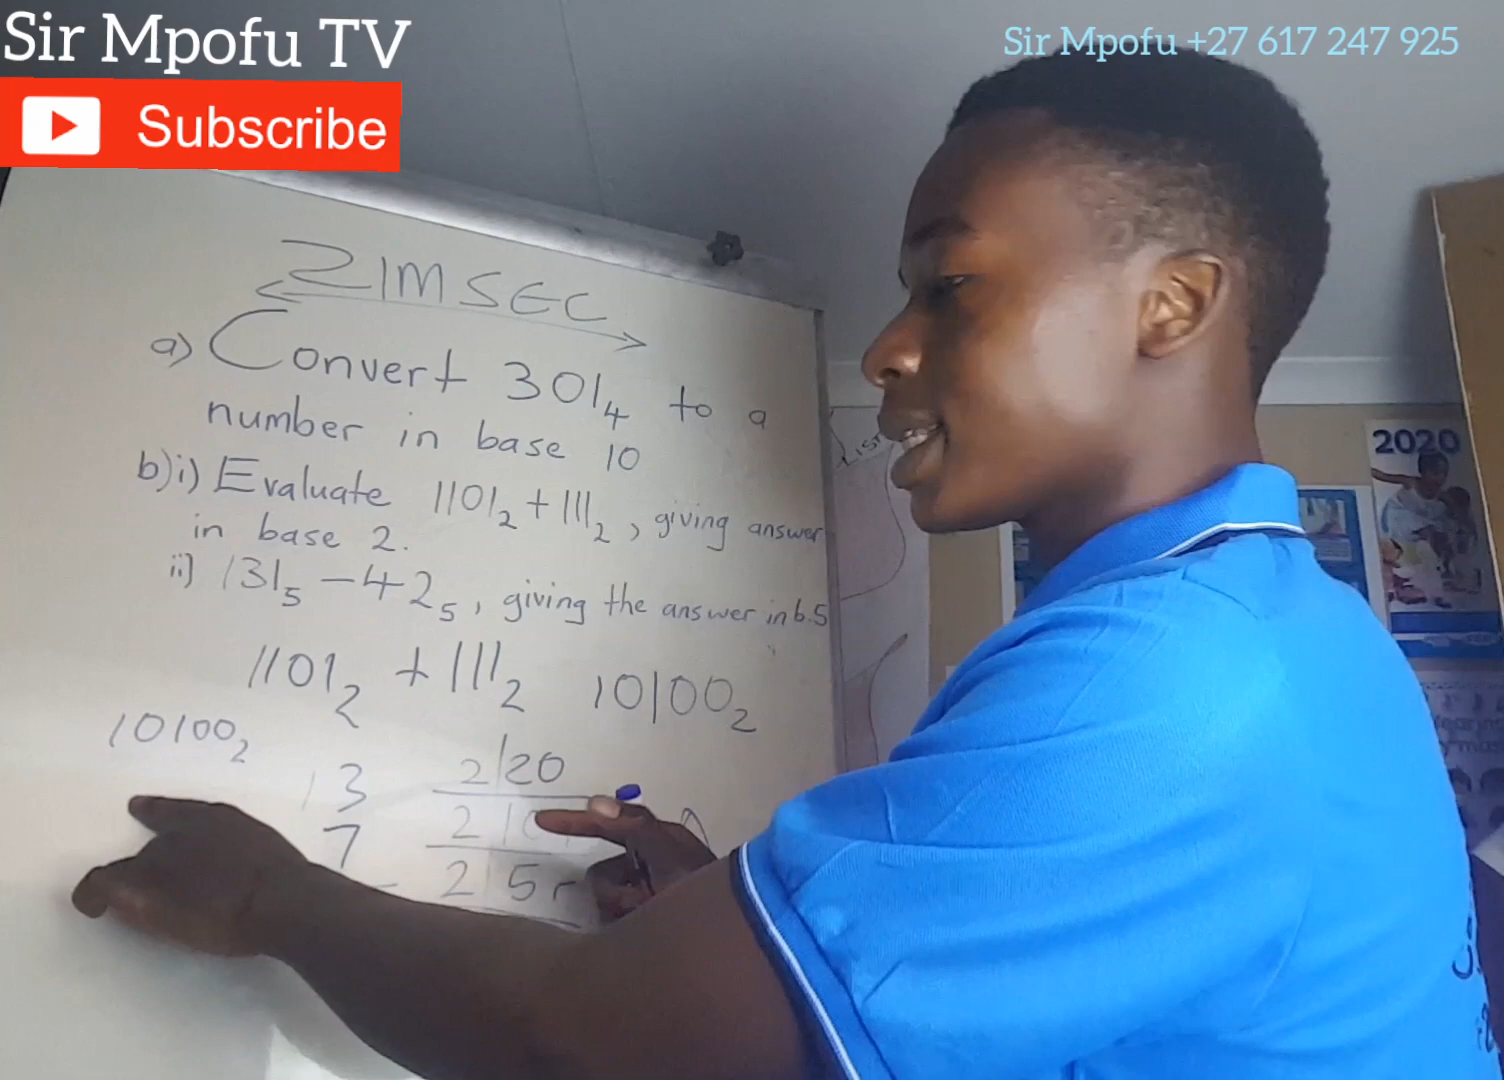 Sir Mpofu TV
Subscribe
Sir Mpofu +27 617 247 925
ZIMSEC
a) Convert 301₄ to a
number in base 10
b)i) Evaluate 1101₂ + 111₂, giving answer
in base 2.
ii) 131₅ - 42₅, giving the answer in b.5
1101₂ + 111₂ 10100₂
10100₂
13
7
2|20
2|10
2|5r
2020